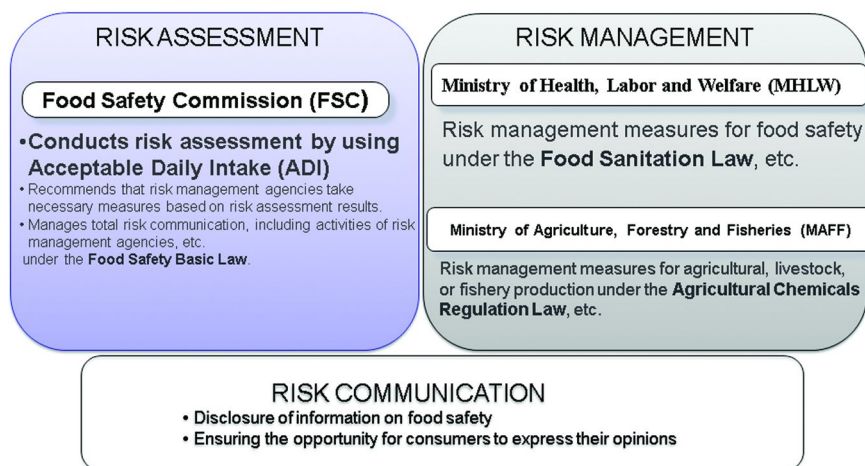 RISK ASSESSMENT
Food Safety Commission (FSC)
•Conducts risk assessment by using
Acceptable Daily Intake (ADI)
• Recommends that risk management agencies take
necessary measures based on risk assessment results.
• Manages total risk communication, including activities of risk
management agencies, etc.
under the Food Safety Basic Law.
RISK MANAGEMENT
Ministry of Health, Labor and Welfare (MHLW)
Risk management measures for food safety
under the Food Sanitation Law, etc.
Ministry of Agriculture, Forestry and Fisheries (MAFF)
Risk management measures for agricultural, livestock,
or fishery production under the Agricultural Chemicals
Regulation Law, etc.
RISK COMMUNICATION
• Disclosure of information on food safety
• Ensuring the opportunity for consumers to express their opinions